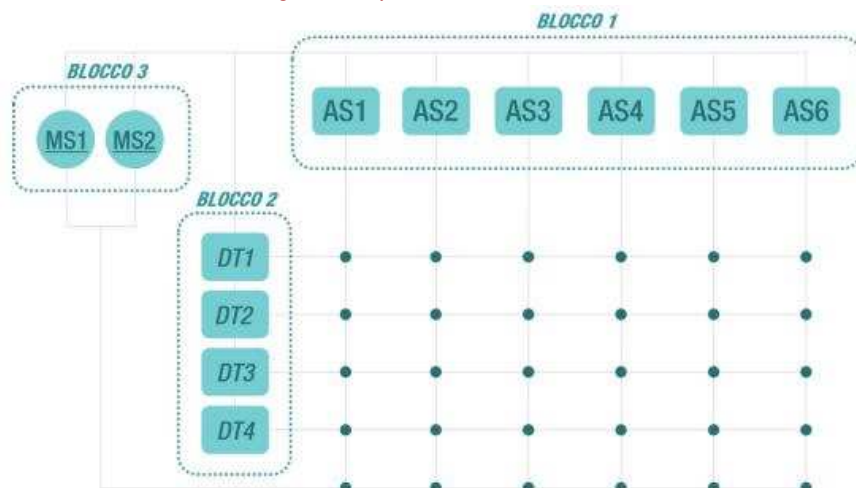 BLOCCO 1
BLOCCO 3
AS1 AS2 AS3 AS4 AS5 AS6
MS1 MS2
BLOCCO 2
DT1
DT2
DT3
DT4